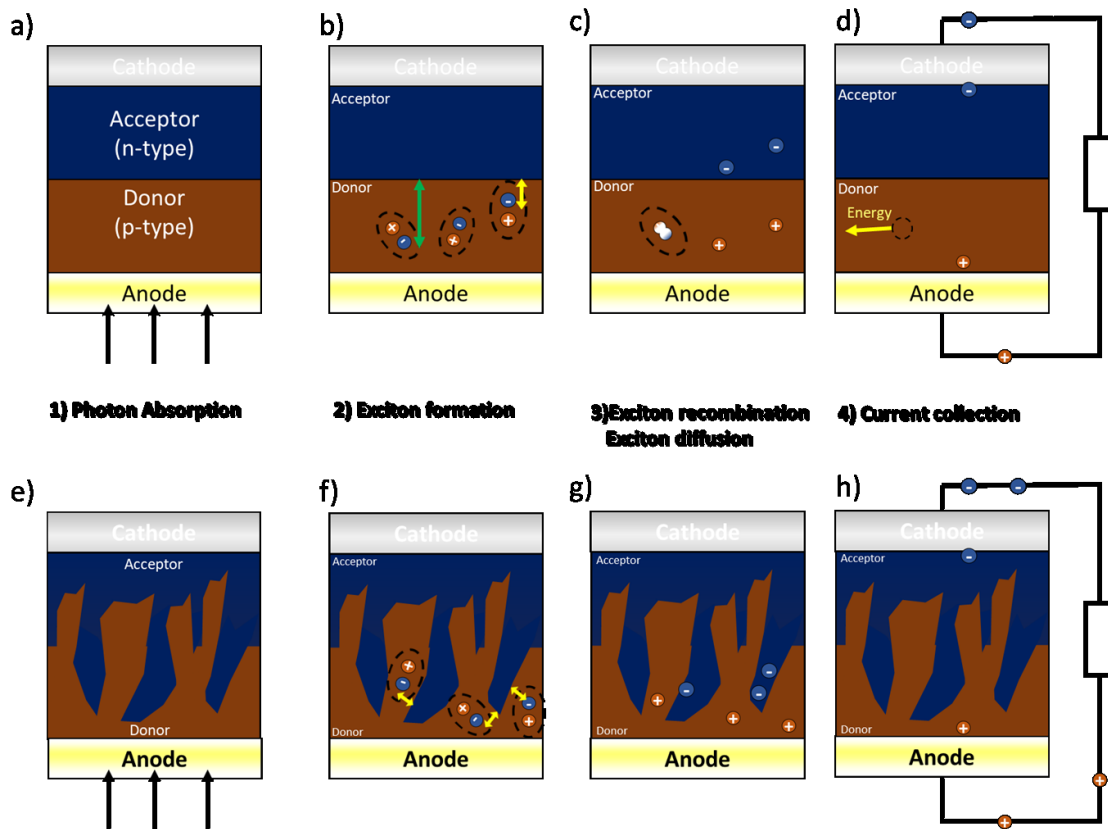 a)
Cathode
Acceptor
(n-type)
Donor
(p-type)
Anode
b)
Cathode
Acceptor
Donor
Anode
c)
Cathode
Acceptor
Donor
Anode
d)
Cathode
Acceptor
Donor
Energy
Anode
1) Photon Absorption
2) Exciton formation
3)Exciton recombination
Exciton diffusion
4) Current collection
e)
Cathode
Acceptor
Donor
Anode
f)
Cathode
Acceptor
Donor
Anode
g)
Cathode
Acceptor
Donor
Anode
h)
Cathode
Acceptor
Donor
Anode